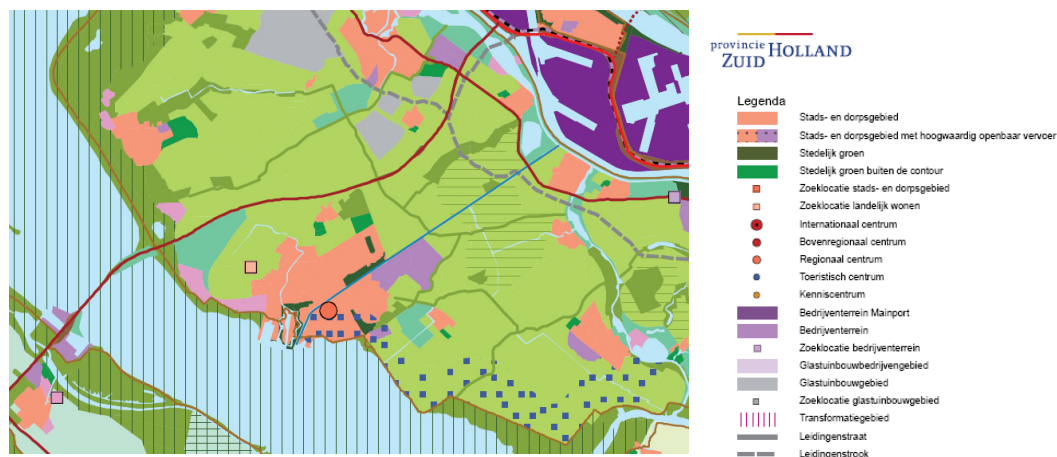 provincie HOLLAND
ZUID
Legenda
Stads- en dorpsgebied
Stads- en dorpsgebied met hoogwaardig openbaar vervoer
Stedelijk groen
Stedelijk groen buiten de contour
Zoeklocatie stads- en dorpsgebied
Zoeklocatie landelijk wonen
Internationaal centrum
Bovenregionaal centrum
Regionaal centrum
Toeristisch centrum
Kenniscentrum
Bedrijventerrein Mainport
Bedrijventerrein
Zoeklocatie bedrijventerrein
Glastuinbouwbedrijvengebied
Glastuinbouwgebied
Zoeklocatie glastuinbouwgebied
Transformatiegebied
Leidingenstraat
Leidingenstrook